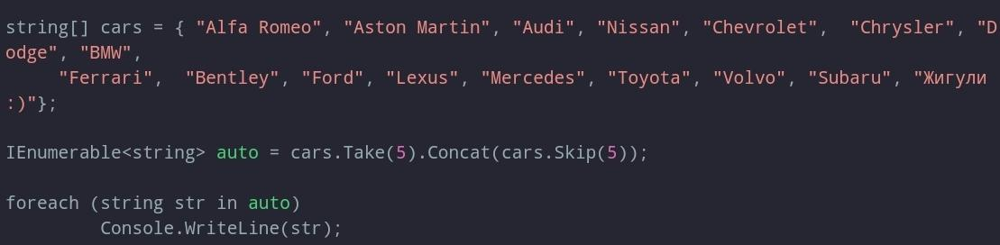 string[] cars = { "Alfa Romeo", "Aston Martin", "Audi", "Nissan", "Chevrolet",  "Chrysler", "D
odge", "BMW",
     "Ferrari",  "Bentley", "Ford", "Lexus", "Mercedes", "Toyota", "Volvo", "Subaru", "Жигули
:)"};
IEnumerable<string> auto = cars.Take(5).Concat(cars.Skip(5));
foreach (string str in auto)
         Console.WriteLine(str);